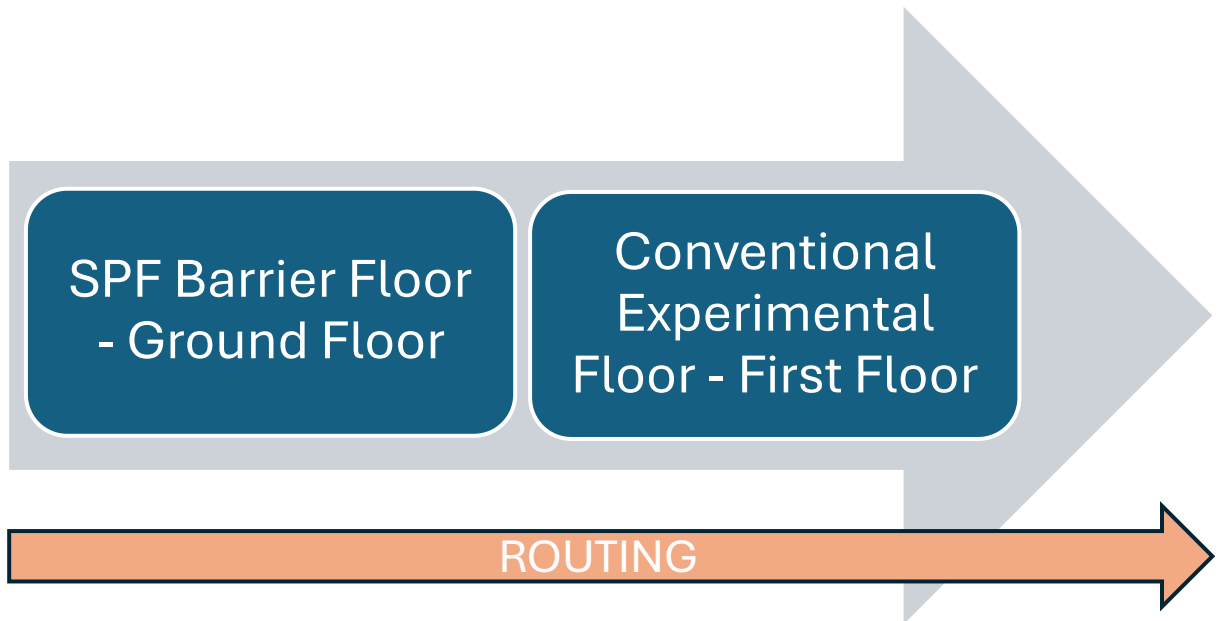 SPF Barrier Floor
- Ground Floor
Conventional
Experimental
Floor - First Floor
ROUTING